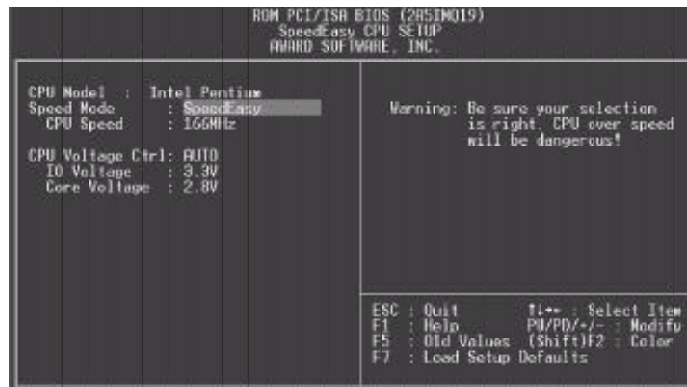 ROM PCI/ISA BIOS (2A5IMQ19)
SpeedEasy CPU SETUP
AWARD SOFTWARE, INC.
CPU Model : Intel Pentium
Speed Mode : SpeedEasy
CPU Speed : 166MHz
CPU Voltage Ctrl: AUTO
IO Voltage : 3.3V
Core Voltage : 2.8V
Warning: Be sure your selection
is right. CPU over speed
will be dangerous!
ESC : Quit ↑↓→← : Select Item
F1 : Help PU/PD/+/- : Modify
F5 : Old Values (Shift)F2 : Color
F7 : Load Setup Defaults